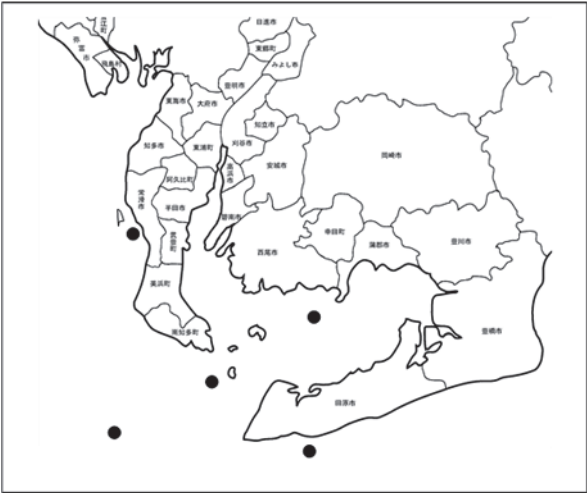 日進市
東郷町
みよし市
弥富市
飛島村
豊明市
東海市
大府市
知立市
知多市
東浦町
刈谷市
岡崎市
安城市
高浜市
阿久比町
常滑市
半田市
碧南市
武豊町
西尾市
幸田町
蒲郡市
豊川市
美浜町
南知多町
豊橋市
田原市